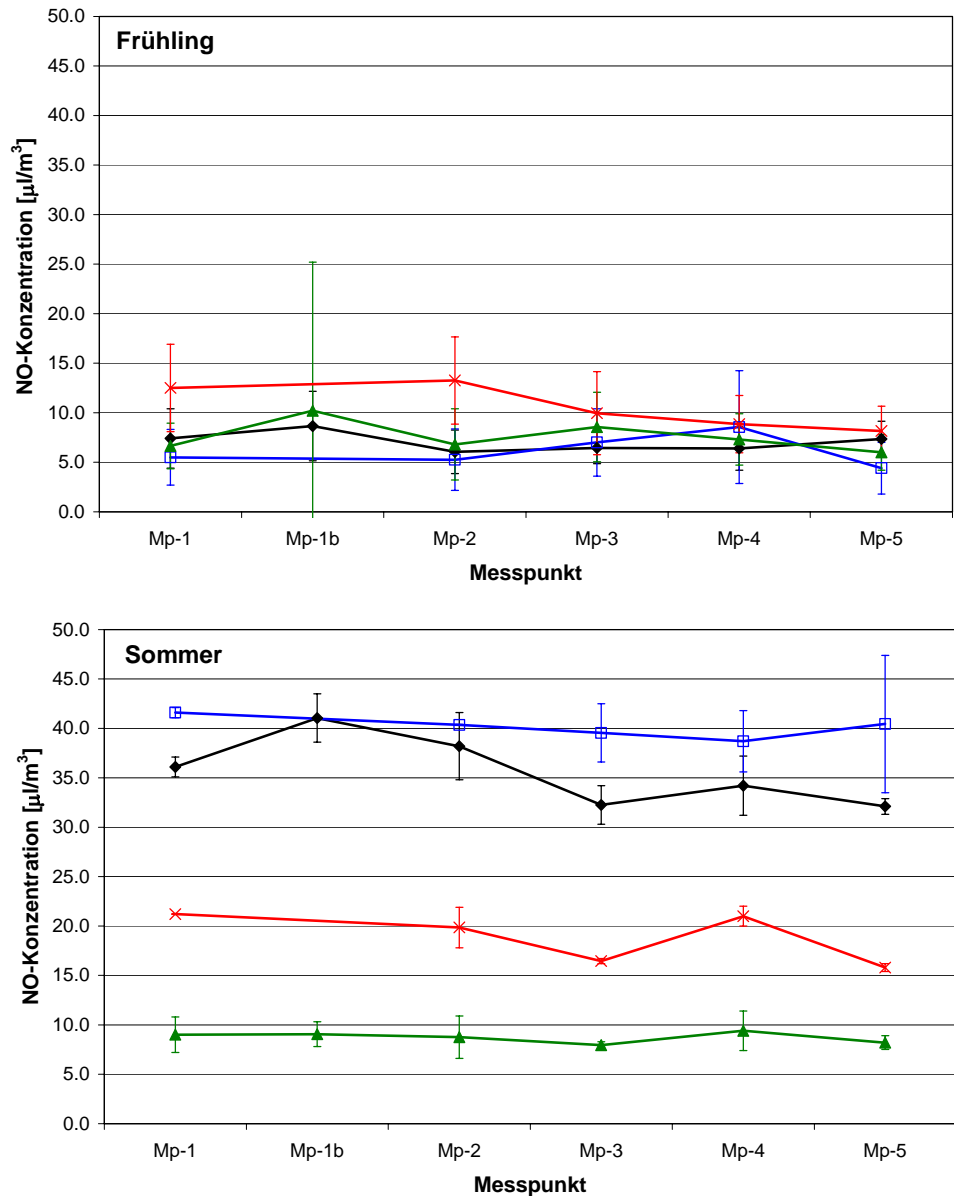 Frühling
NO-Konzentration [µl/m³]
50.0
45.0
40.0
35.0
30.0
25.0
20.0
15.0
10.0
5.0
0.0
Mp-1 Mp-1b Mp-2 Mp-3 Mp-4 Mp-5
Messpunkt
Sommer
NO-Konzentration [µl/m³]
50.0
45.0
40.0
35.0
30.0
25.0
20.0
15.0
10.0
5.0
0.0
Mp-1 Mp-1b Mp-2 Mp-3 Mp-4 Mp-5
Messpunkt